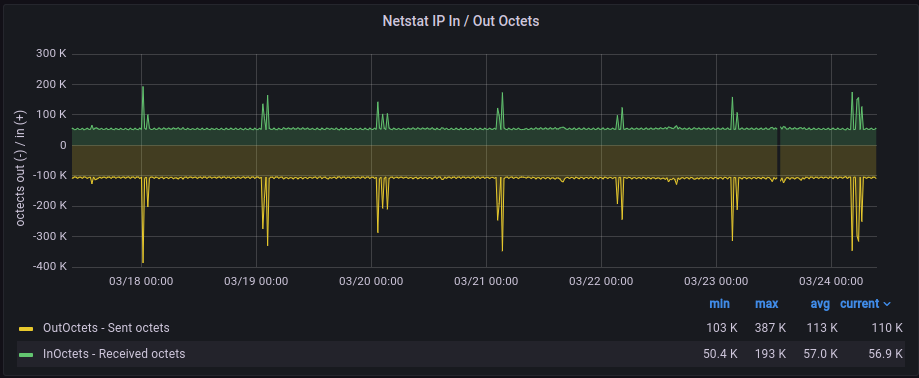 Netstat IP In / Out Octets
300 K
200 K
100 K
0
-100 K
-200 K
-300 K
-400 K
octects out (-) / in (+)
03/18 00:00 03/19 00:00 03/20 00:00 03/21 00:00 03/22 00:00 03/23 00:00 03/24 00:00
min max avg current
OutOctets - Sent octets 103 K 387 K 113 K 110 K
InOctets - Received octets 50.4 K 193 K 57.0 K 56.9 K